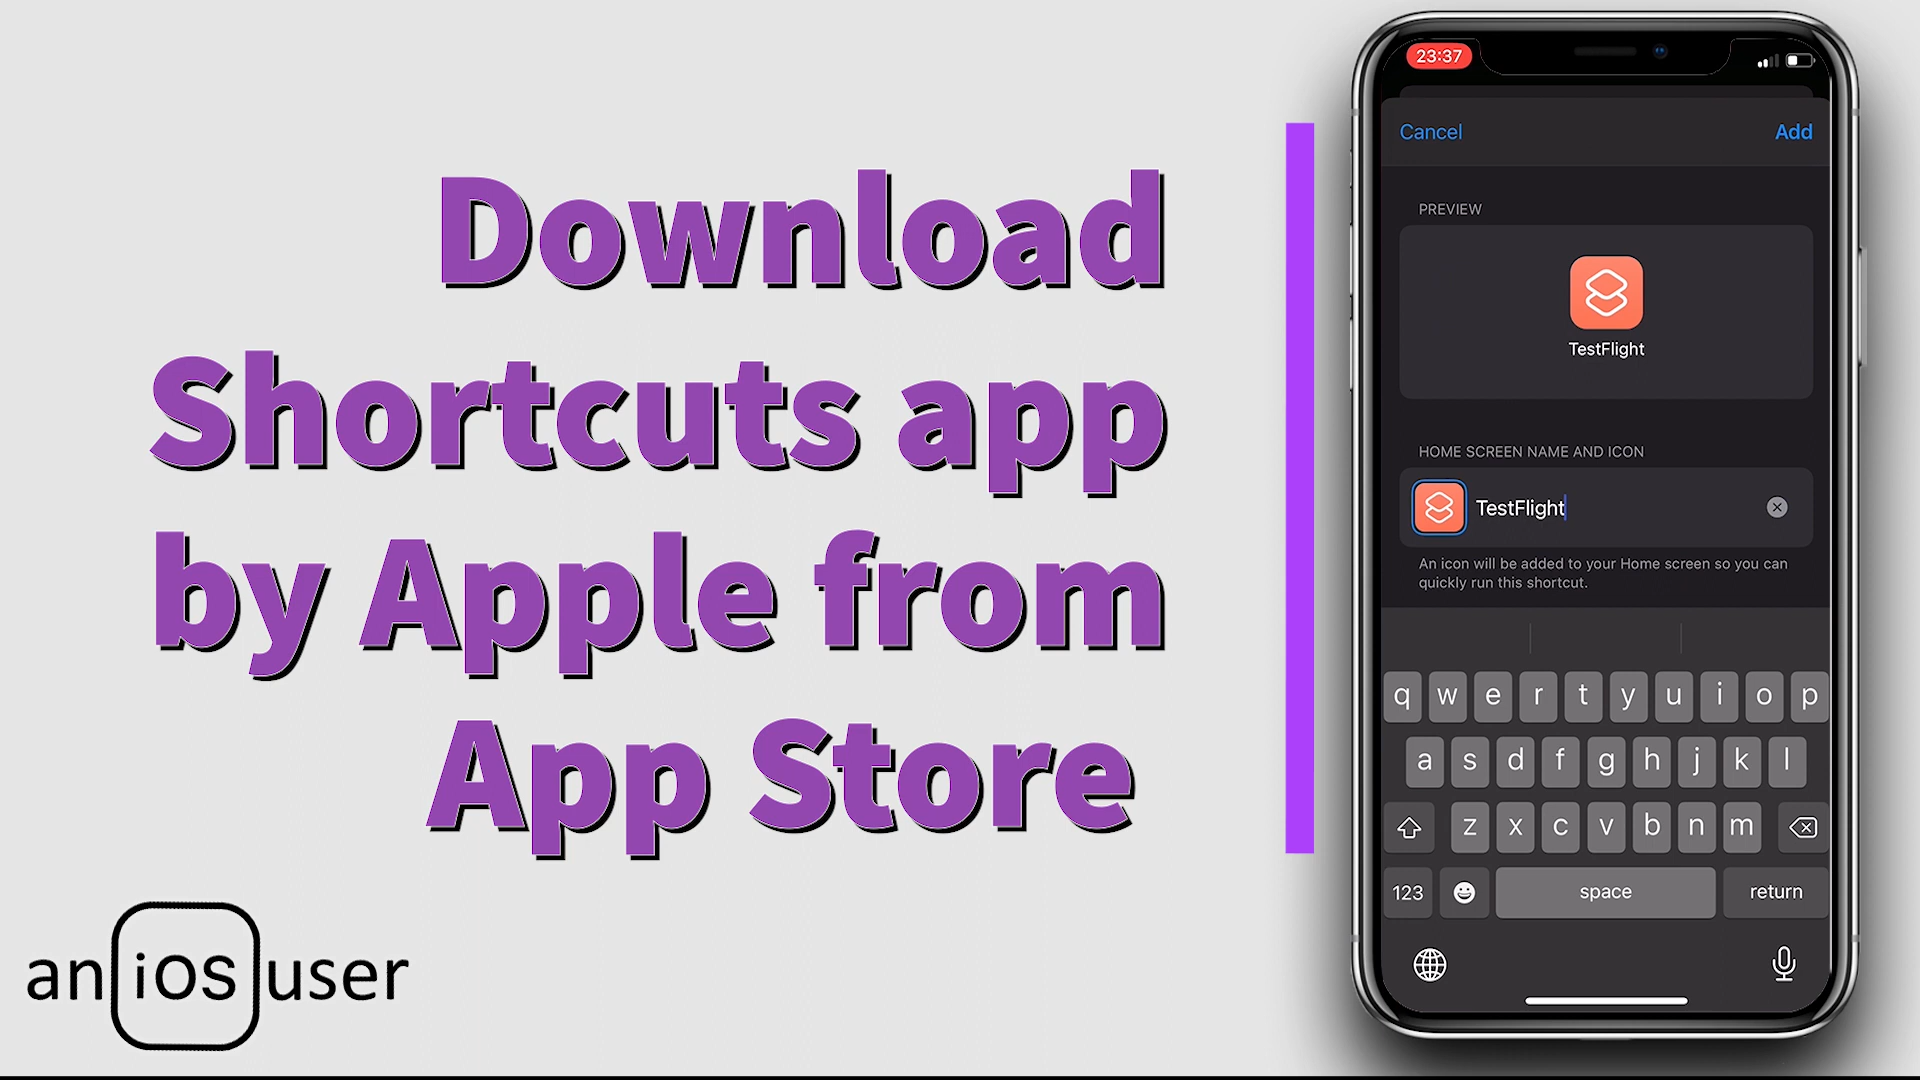 Download
Shortcuts app
by Apple from
App Store
an iOS user
23:37
Cancel
Add
PREVIEW
TestFlight
HOME SCREEN NAME AND ICON
TestFlight
An icon will be added to your Home screen so you can
quickly run this shortcut.
q w e r t y u i o p
a s d f g h j k l
z x c v b n m
123
space
return